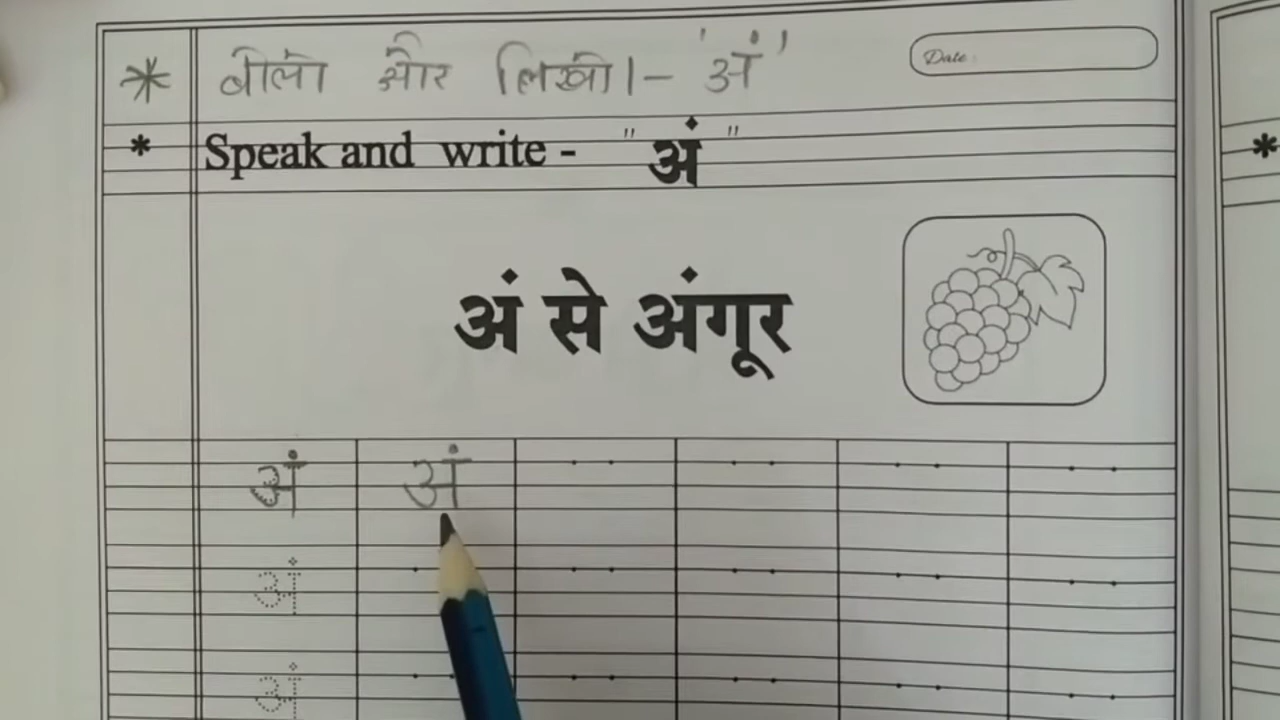 * बोलो और लिखो।- 'अं'
Date:
* Speak and write - "अं"
*
अं से अंगूर
अं अं
अं
अं